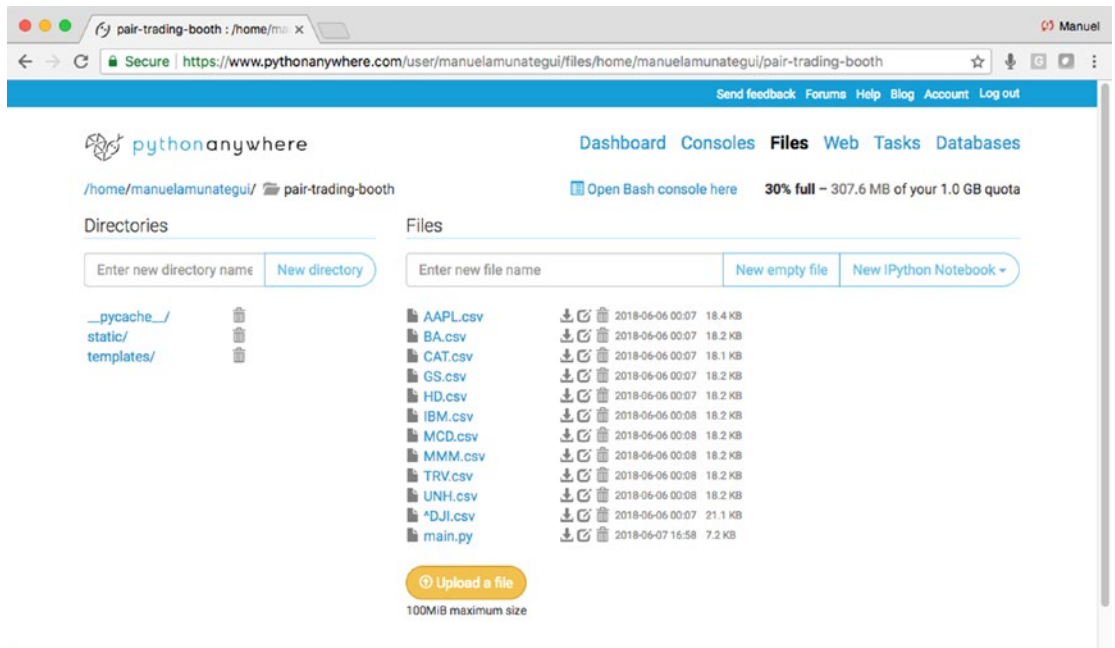 pair-trading-booth : /home/ma
Manuel
Secure https://www.pythonanywhere.com/user/manuelamunategui/files/home/manuelamunategui/pair-trading-booth
Send feedback Forums Help Blog Account Log out
pythonanywhere
Dashboard Consoles Files Web Tasks Databases
/home/manuelamunategui/ pair-trading-booth
Open Bash console here 30% full – 307.6 MB of your 1.0 GB quota
Directories
Files
Enter new directory name New directory
Enter new file name New empty file New IPython Notebook
__pycache__/
static/
templates/
AAPL.csv 2018-06-06 00:07 18.4 KB
BA.csv 2018-06-06 00:07 18.2 KB
CAT.csv 2018-06-06 00:07 18.1 KB
GS.csv 2018-06-06 00:07 18.2 KB
HD.csv 2018-06-06 00:07 18.2 KB
IBM.csv 2018-06-06 00:08 18.2 KB
MCD.csv 2018-06-06 00:08 18.2 KB
MMM.csv 2018-06-06 00:08 18.2 KB
TRV.csv 2018-06-06 00:08 18.2 KB
UNH.csv 2018-06-06 00:08 18.2 KB
^DJI.csv 2018-06-06 00:07 21.1 KB
main.py 2018-06-07 16:58 7.2 KB
Upload a file
100MiB maximum size